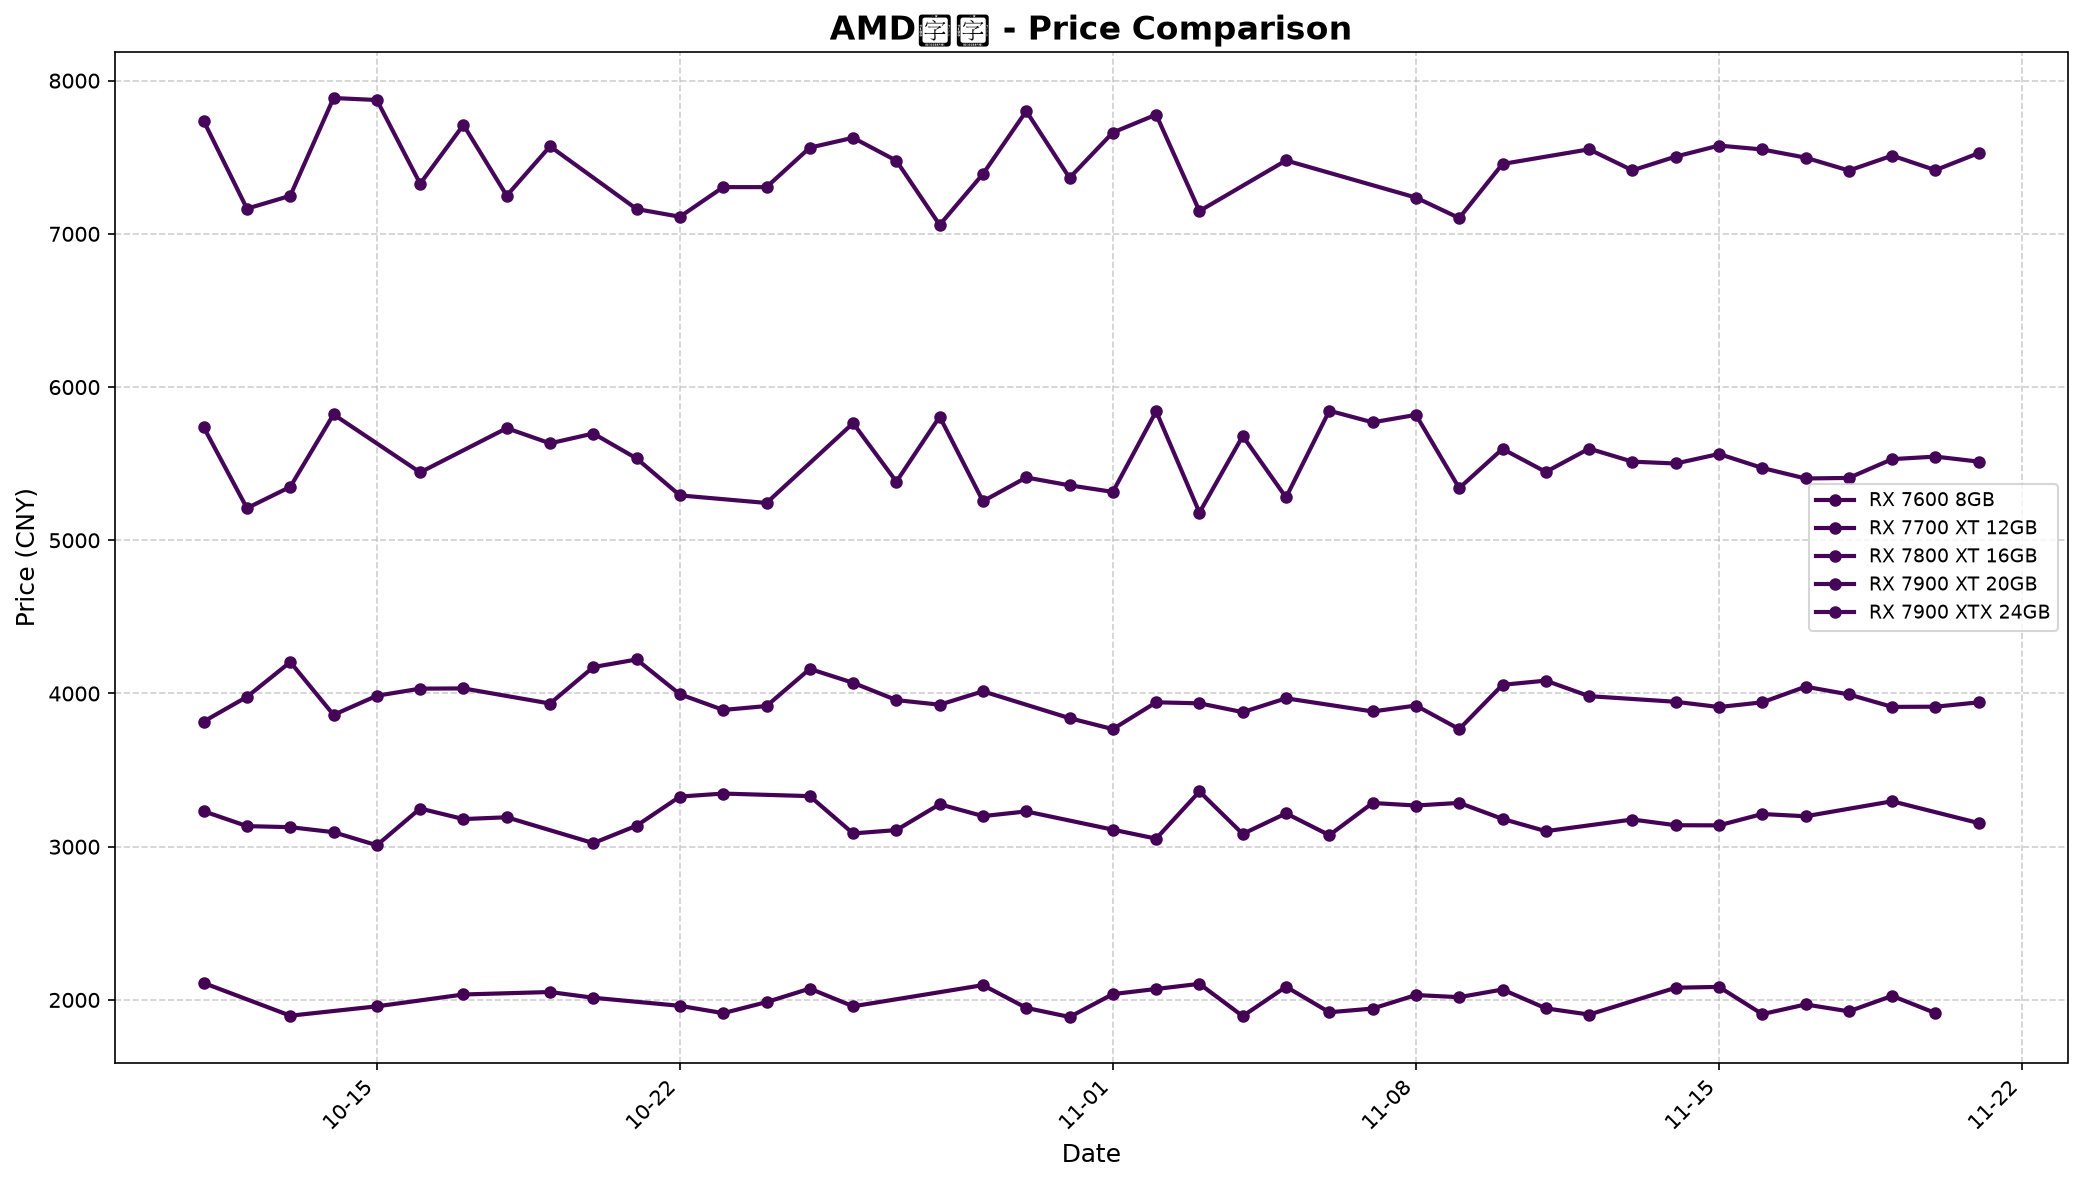 AMD - Price Comparison
8000
7000
6000
5000
4000
3000
2000
Price (CNY)
RX 7600 8GB
RX 7700 XT 12GB
RX 7800 XT 16GB
RX 7900 XT 20GB
RX 7900 XTX 24GB
10-15
10-22
11-01
11-08
11-15
11-22
Date